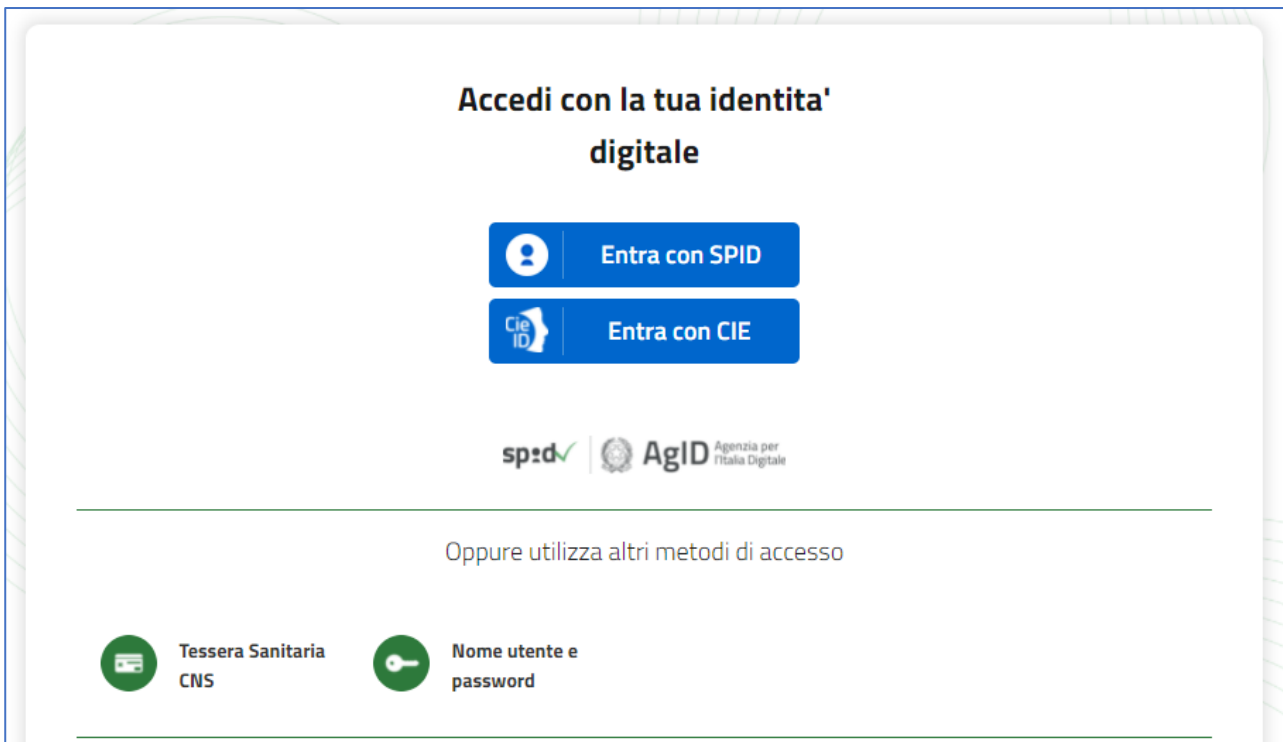 Accedi con la tua identita'
digitale
Entra con SPID
Cie
ID
Entra con CIE
spid
AgID
Agenzia per
l'Italia Digitale
Oppure utilizza altri metodi di accesso
Tessera Sanitaria
CNS
Nome utente e
password